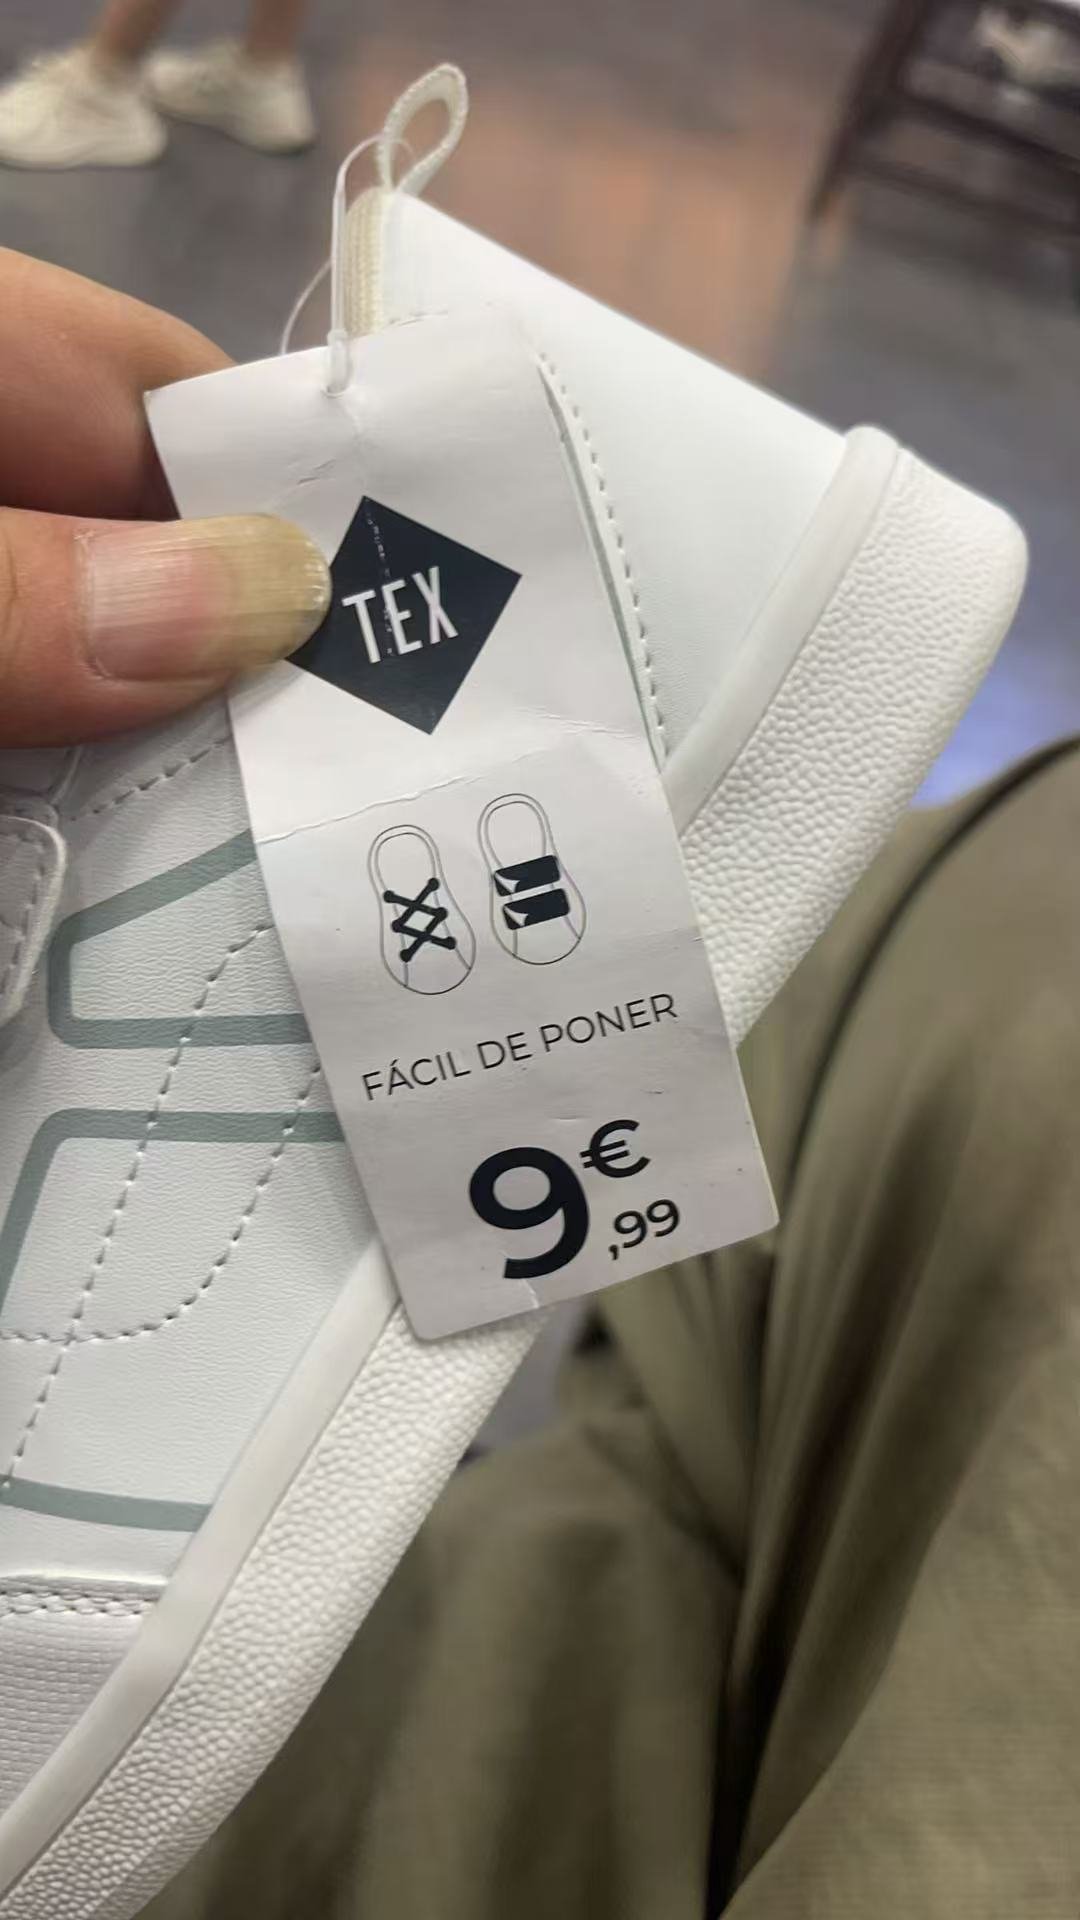 TEX
FÁCIL DE PONER
9€
,99